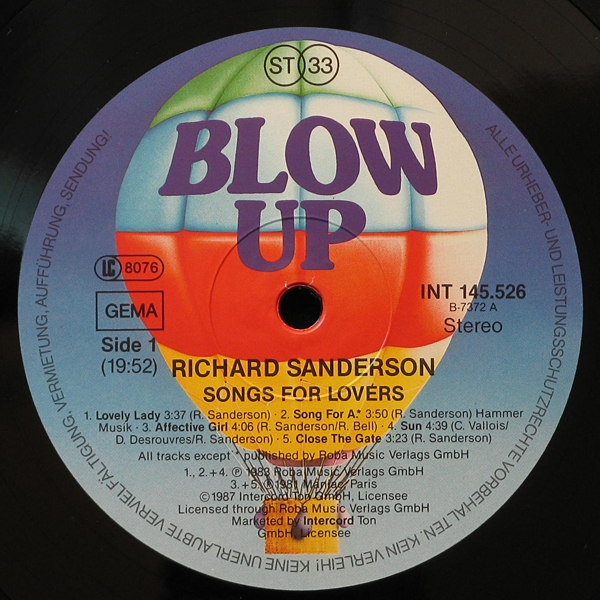 ST 33
BLOW
UP
LC 8076
GEMA
INT 145.526
B-7372 A
Stereo
Side 1
(19:52)
RICHARD SANDERSON
SONGS FOR LOVERS
1. Lovely Lady 3:37 (R. Sanderson) · 2. Song For A.* 3:50 (R. Sanderson) Hammer
Musik · 3. Affective Girl 4:06 (R. Sanderson/R. Bell) · 4. Sun 4:39 (C. Vallois/
D. Desrouvres/R. Sanderson) · 5. Close The Gate 3:23 (R. Sanderson)
All tracks except * published by Roba Music Verlags GmbH
1., 2.+ 4. ℗ 1983 Roba Music Verlags GmbH
3.+ 5. ℗ 1981 Maniac, Paris
©1987 Intercord Ton GmbH, Licensee
Licensed through Roba Music Verlags GmbH
Marketed by Intercord Ton
GmbH, Licensee
ALLE URHEBER- UND LEISTUNGSSCHUTZRECHTE VORBEHALTEN. KEIN VERLEIH! KEINE UNERLAUBTE VERVIELFÄLTIGUNG, VERMIETUNG, AUFFÜHRUNG, SENDUNG!